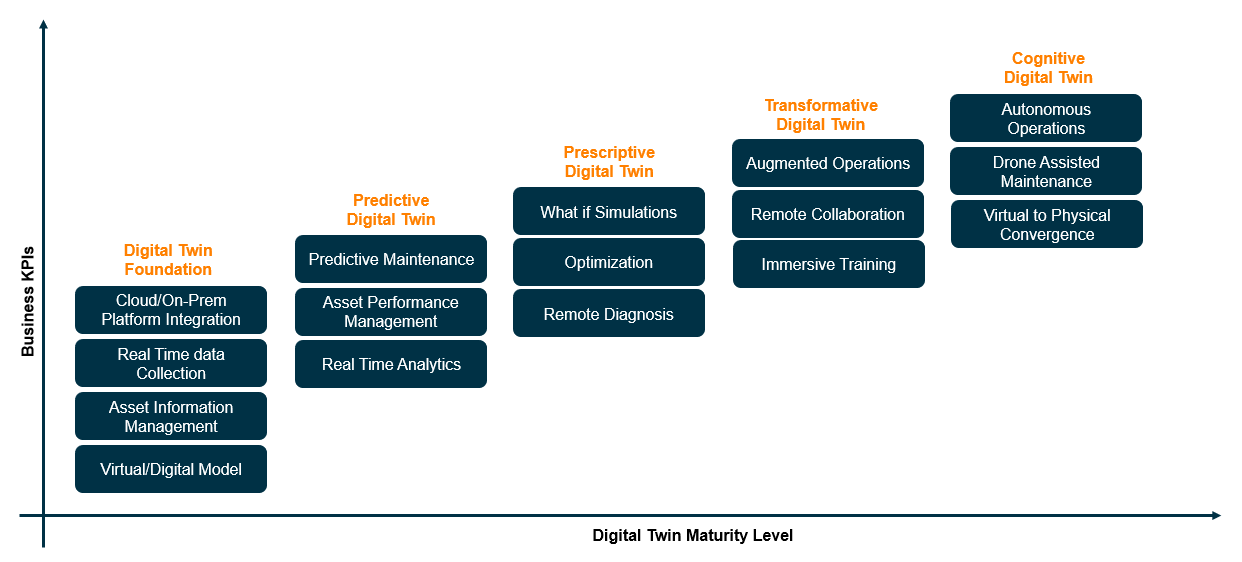 Business KPIs
Digital Twin
Foundation
Cloud/On-Prem
Platform Integration
Real Time data
Collection
Asset Information
Management
Virtual/Digital Model
Predictive
Digital Twin
Predictive Maintenance
Asset Performance
Management
Real Time Analytics
Prescriptive
Digital Twin
What if Simulations
Optimization
Remote Diagnosis
Transformative
Digital Twin
Augmented Operations
Remote Collaboration
Immersive Training
Cognitive
Digital Twin
Autonomous
Operations
Drone Assisted
Maintenance
Virtual to Physical
Convergence
Digital Twin Maturity Level